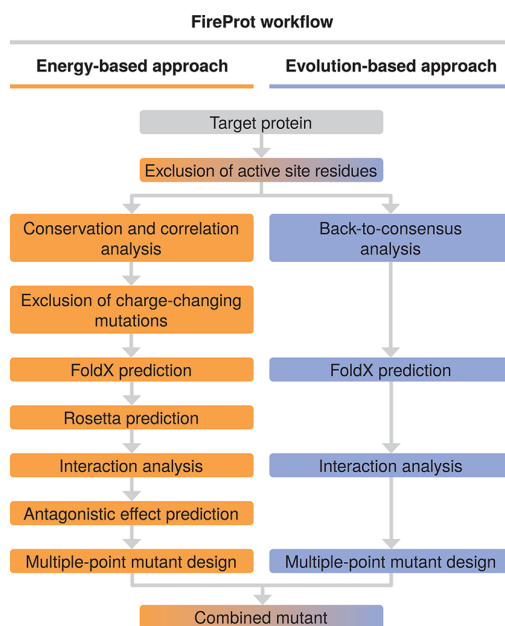 FireProt workflow
Energy-based approach
Evolution-based approach
Target protein
Exclusion of active site residues
Conservation and correlation
analysis
Exclusion of charge-changing
mutations
FoldX prediction
Rosetta prediction
Interaction analysis
Antagonistic effect prediction
Multiple-point mutant design
Back-to-consensus
analysis
FoldX prediction
Interaction analysis
Multiple-point mutant design
Combined mutant